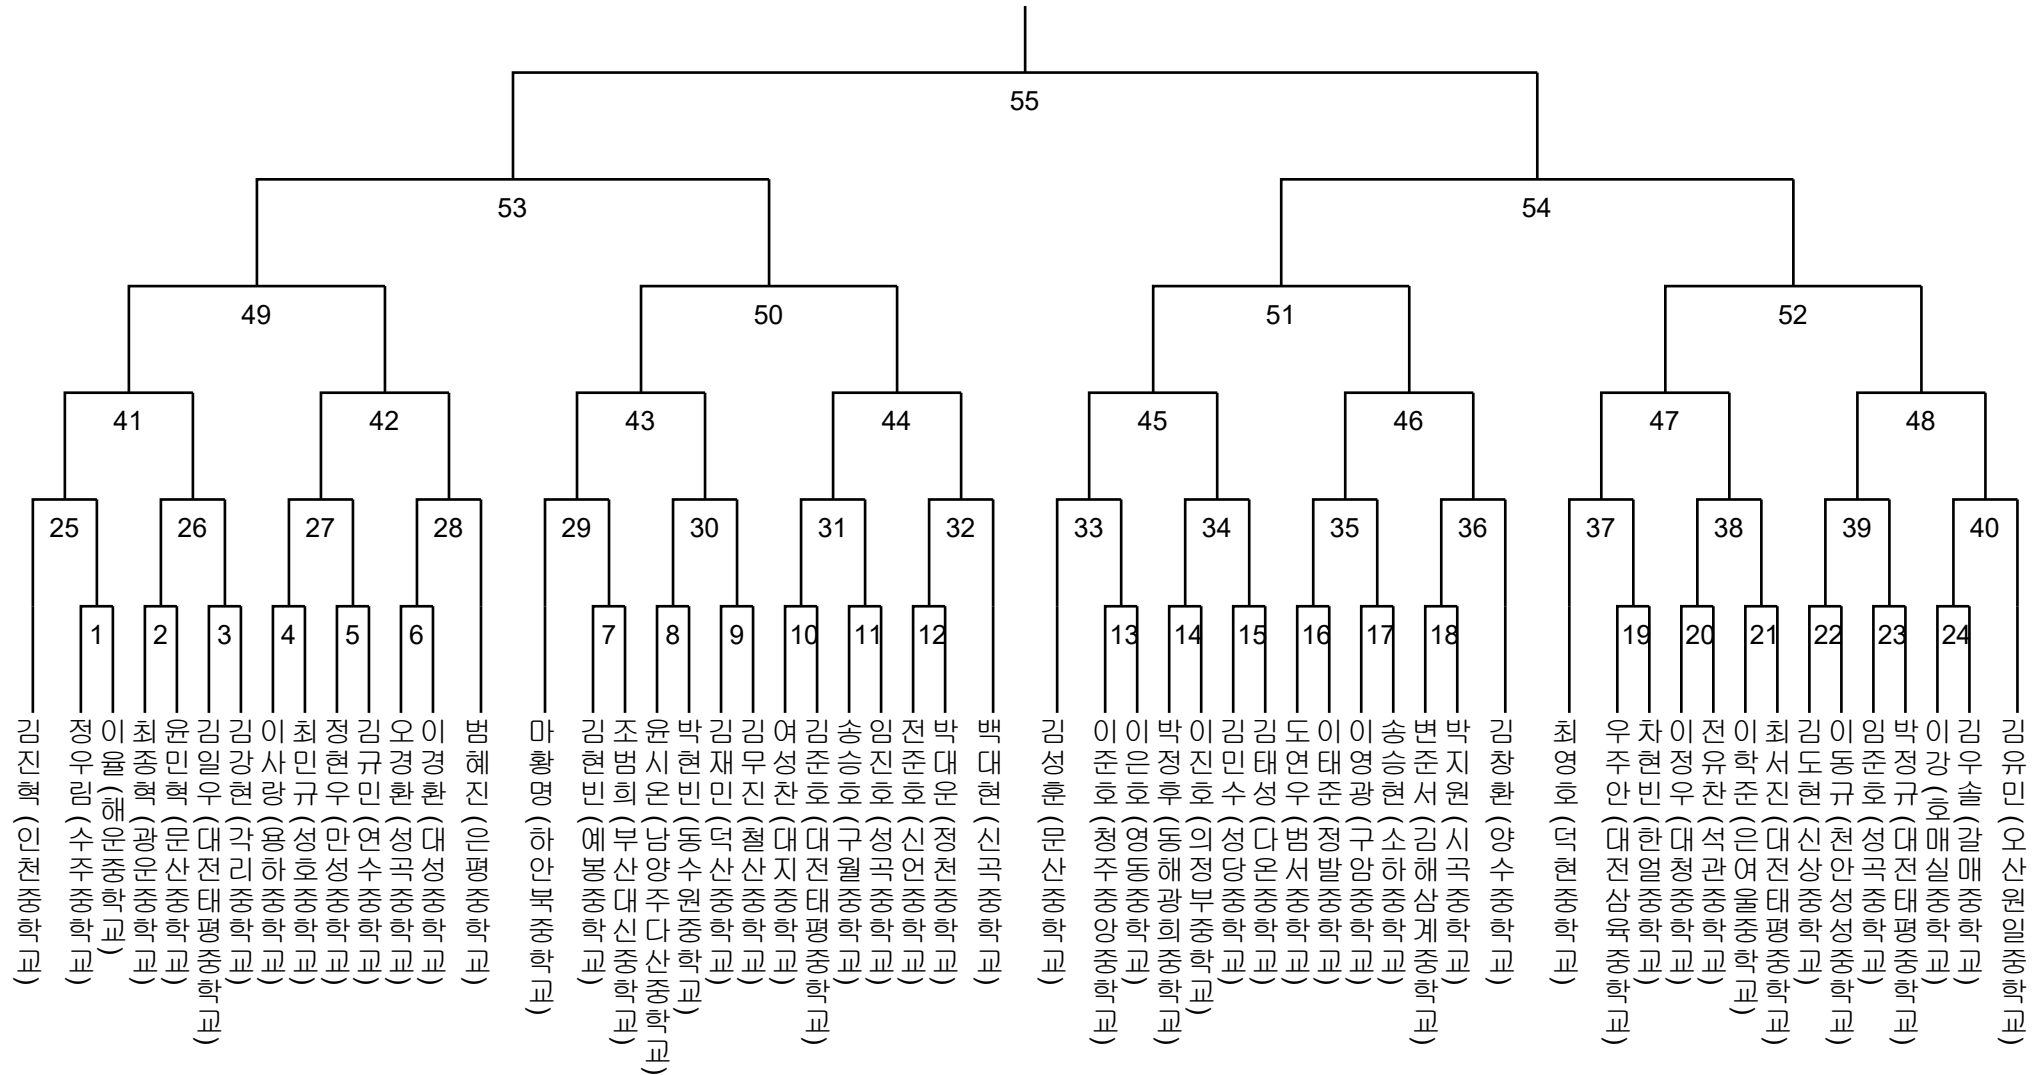 55
53
54
49
50
51
52
41
42
43
44
45
46
47
48
25
26
27
28
29
30
31
32
33
34
35
36
37
38
39
40
1
2
3
4
5
6
7
8
9
10
11
12
13
14
15
16
17
18
19
20
21
22
23
24
김진혁(인천중학교)
정우림(수주중학교)
이율(해운중학교)
최종혁(광운중학교)
윤민혁(문산중학교)
김일우(대전태평중학교)
김강현(각리중학교)
이사랑(용하중학교)
최민규(성호중학교)
정현우(만성중학교)
김규민(연수중학교)
오경환(성곡중학교)
이경환(대성중학교)
범혜진(은평중학교)
마황명(하안북중학교)
김현빈(예봉중학교)
조범희(부산대신중학교)
윤시온(남양주다산중학교)
박현빈(동수원중학교)
김재민(덕산중학교)
김무진(철산중학교)
여성찬(대지중학교)
김준호(대전태평중학교)
송승호(구월중학교)
임진호(성곡중학교)
전준호(신언중학교)
박대운(정천중학교)
백대현(신곡중학교)
김성훈(문산중학교)
이준호(청주중앙중학교)
이은호(영동중학교)
박정후(동해광희중학교)
이진호(의정부중학교)
김민수(성당중학교)
김태성(다온중학교)
도연우(범서중학교)
이태준(정발중학교)
이영광(구암중학교)
송승현(소하중학교)
변준서(김해삼계중학교)
박지원(시곡중학교)
김창환(양수중학교)
최영호(덕현중학교)
우주안(대전삼육중학교)
차현빈(한얼중학교)
이정우(대청중학교)
전유찬(석관중학교)
이학준(은여울중학교)
최서진(대전태평중학교)
김도현(신상중학교)
이동규(천안성성중학교)
임준호(성곡중학교)
박정규(대전태평중학교)
이강(호매실중학교)
김우솔(갈매중학교)
김유민(오산원일중학교)